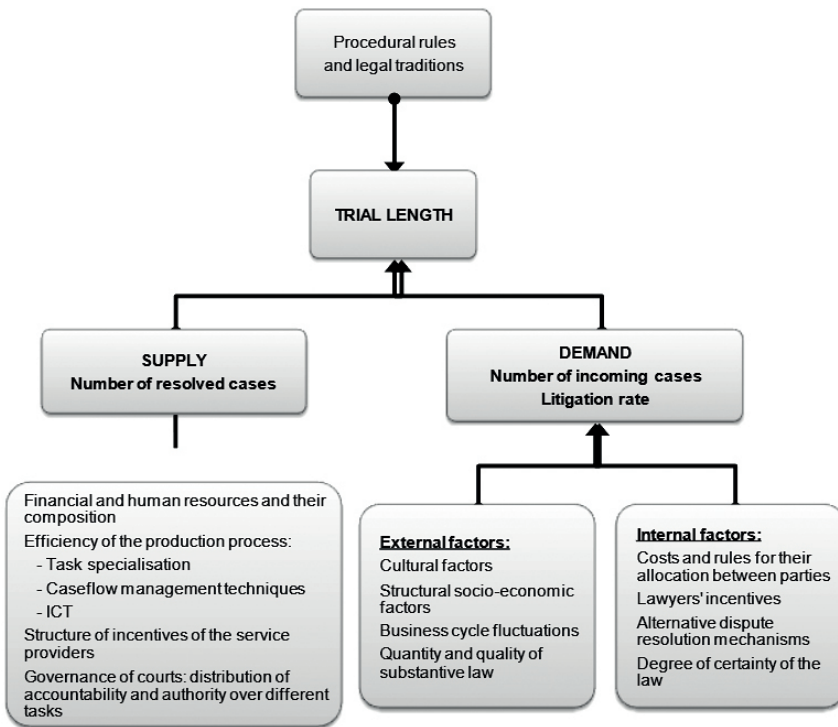 Procedural rules
and legal traditions
TRIAL LENGTH
SUPPLY
Number of resolved cases
DEMAND
Number of incoming cases
Litigation rate
Financial and human resources and their
composition
Efficiency of the production process:
- Task specialisation
- Caseflow management techniques
- ICT
Structure of incentives of the service
providers
Governance of courts: distribution of
accountability and authority over different
tasks
External factors:
Cultural factors
Structural socio-economic
factors
Business cycle fluctuations
Quantity and quality of
substantive law
Internal factors:
Costs and rules for their
allocation between parties
Lawyers' incentives
Alternative dispute
resolution mechanisms
Degree of certainty of the
law